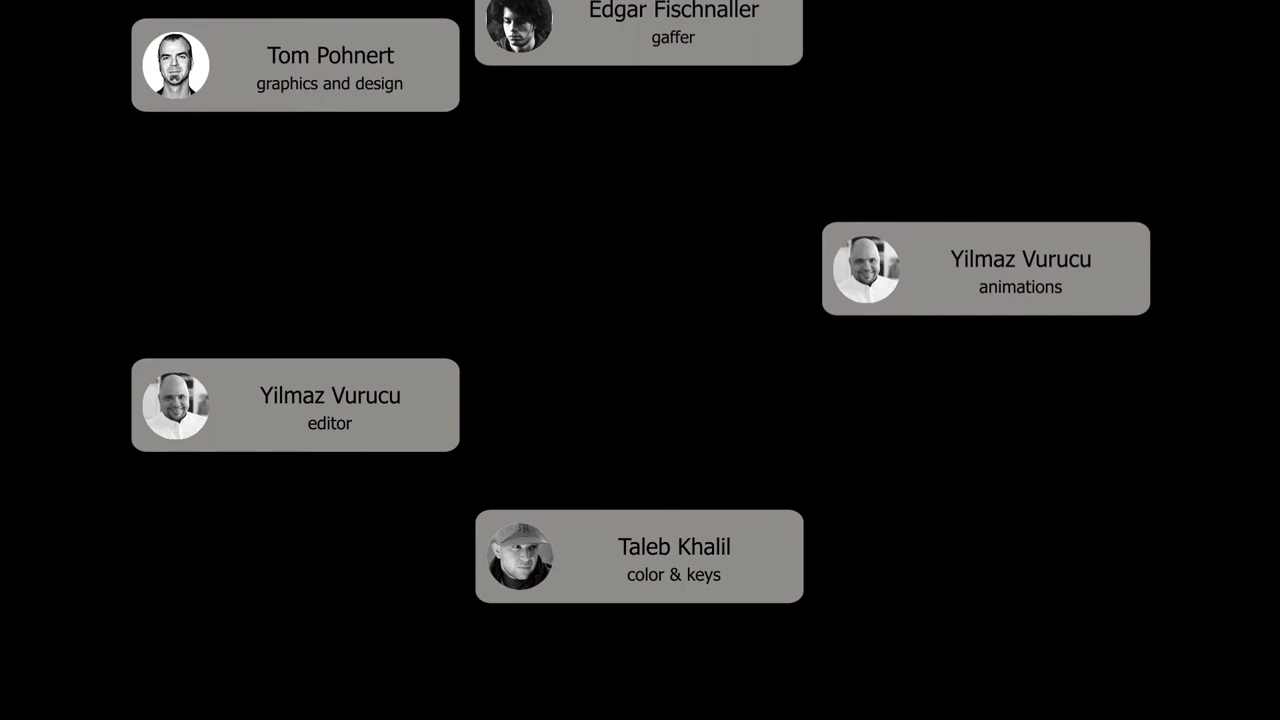 Edgar Fischnaller
gaffer
Tom Pohnert
graphics and design
Yilmaz Vurucu
animations
Yilmaz Vurucu
editor
Taleb Khalil
color & keys